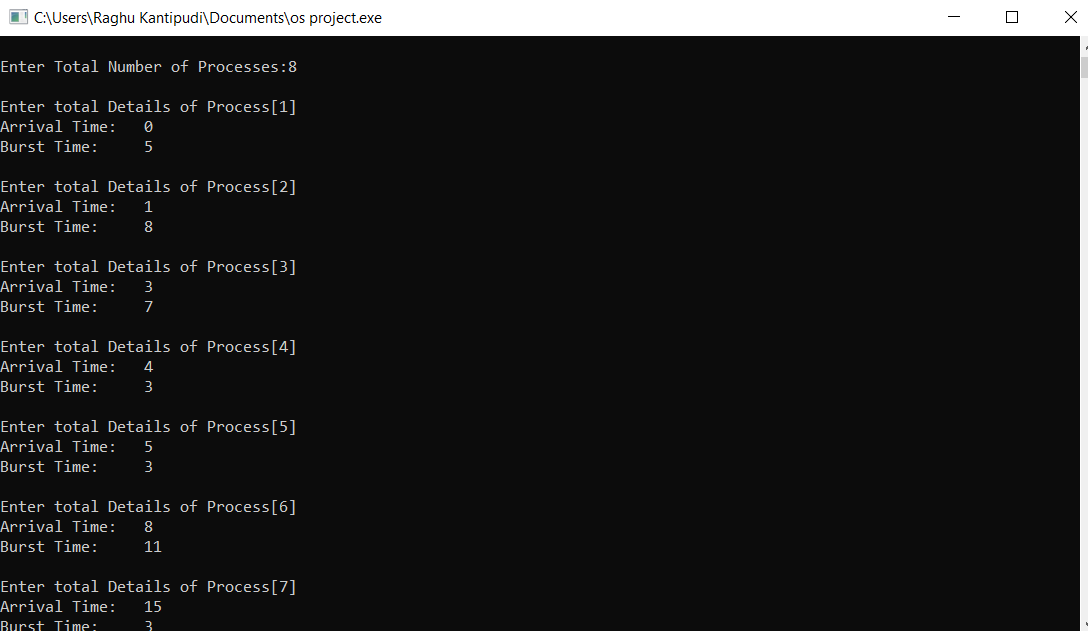 C:\Users\Raghu Kantipudi\Documents\os project.exe
Enter Total Number of Processes:8
Enter total Details of Process[1]
Arrival Time:   0
Burst Time:     5
Enter total Details of Process[2]
Arrival Time:   1
Burst Time:     8
Enter total Details of Process[3]
Arrival Time:   3
Burst Time:     7
Enter total Details of Process[4]
Arrival Time:   4
Burst Time:     3
Enter total Details of Process[5]
Arrival Time:   5
Burst Time:     3
Enter total Details of Process[6]
Arrival Time:   8
Burst Time:     11
Enter total Details of Process[7]
Arrival Time:   15
Burst Time:     3